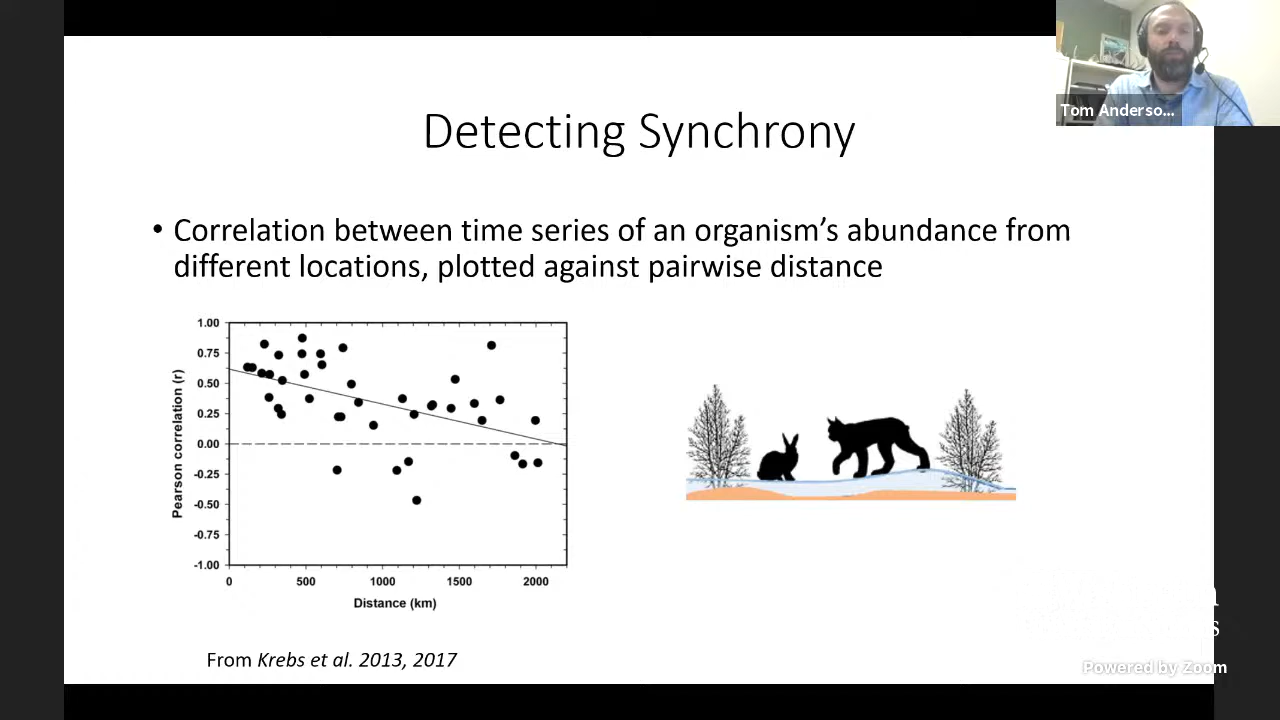 Tom Anderso...
Detecting Synchrony
• Correlation between time series of an organism’s abundance from
different locations, plotted against pairwise distance
1.00
0.75
0.50
0.25
0.00
-0.25
-0.50
-0.75
-1.00
Pearson correlation (r)
0 500 1000 1500 2000
Distance (km)
From Krebs et al. 2013, 2017
Powered by Zoom